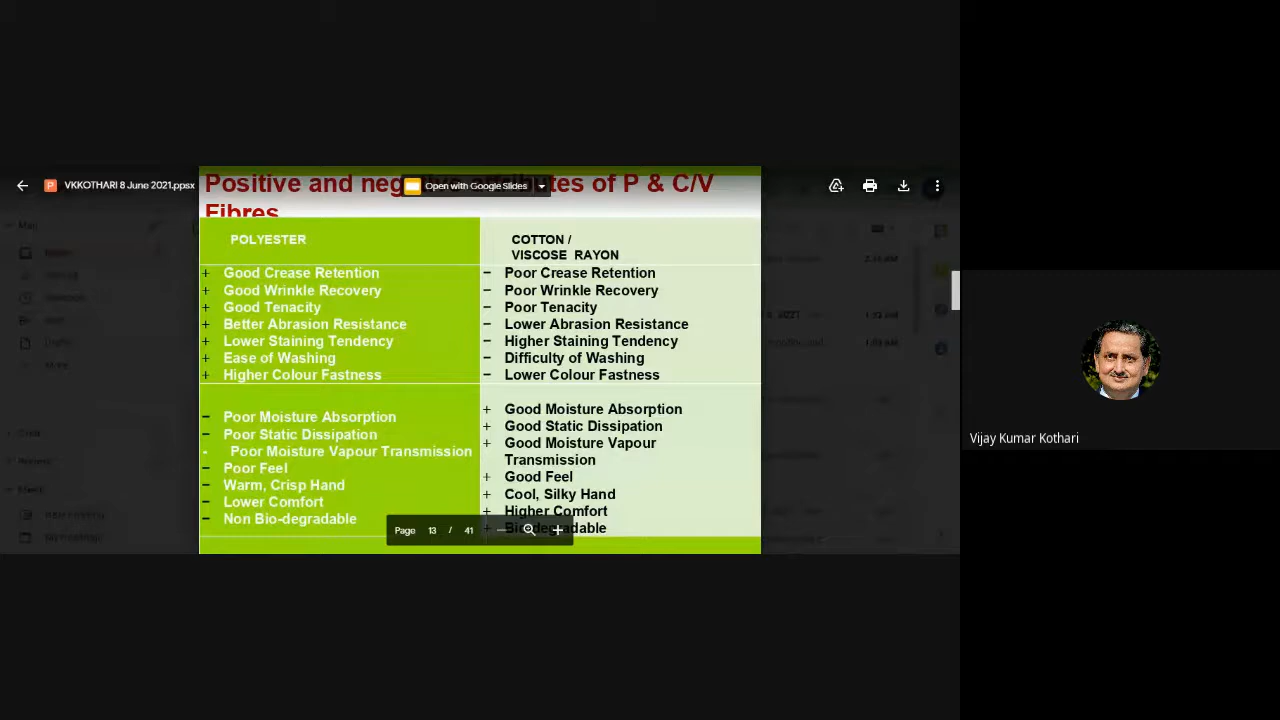 VKKOTHARI 8 June 2021.ppsx
Open with Google Slides
Positive and neg tes of P & C/V
Fibres
POLYESTER
+ Good Crease Retention
+ Good Wrinkle Recovery
+ Good Tenacity
+ Better Abrasion Resistance
+ Lower Staining Tendency
+ Ease of Washing
+ Higher Colour Fastness
− Poor Moisture Absorption
− Poor Static Dissipation
- Poor Moisture Vapour Transmission
− Poor Feel
− Warm, Crisp Hand
− Lower Comfort
− Non Bio-degradable
COTTON /
VISCOSE RAYON
− Poor Crease Retention
− Poor Wrinkle Recovery
− Poor Tenacity
− Lower Abrasion Resistance
− Higher Staining Tendency
− Difficulty of Washing
− Lower Colour Fastness
+ Good Moisture Absorption
+ Good Static Dissipation
+ Good Moisture Vapour
Transmission
+ Good Feel
+ Cool, Silky Hand
+ Higher Comfort
+ Bio-degradable
Page 13 / 41
Vijay Kumar Kothari